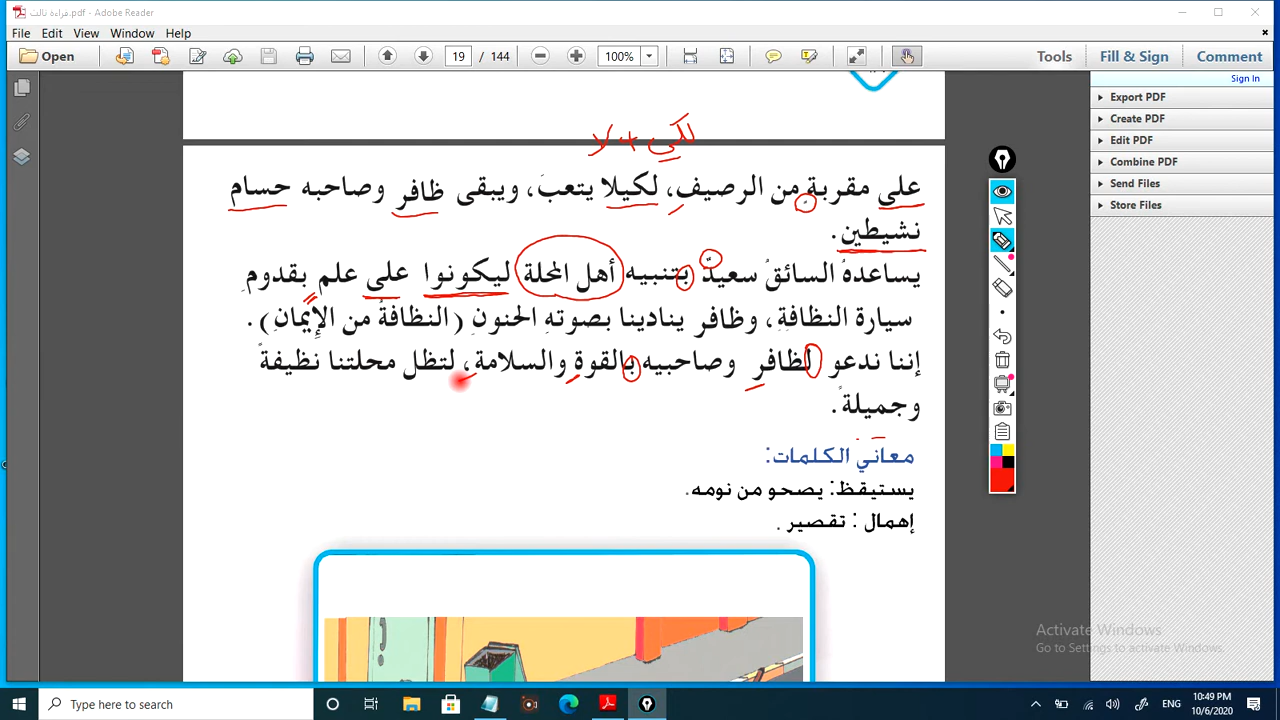 قراءة ثالث.pdf - Adobe Reader
File Edit View Window Help
Open 19 / 144 100% Tools Fill & Sign Comment
Sign In
Export PDF
Create PDF
Edit PDF
Combine PDF
Send Files
Store Files
لكي + لا
على مقربةٍ من الرصيف، لكيلا يتعبَ، ويبقى ظافر وصاحبه حسام
نشيطين.
يساعدهُ السائقُ سعيدٌ بتنبيه أهل المحلة ليكونوا على علم بقدومِ
سيارة النظافةِ، وظافر ينادينا بصوتهِ الحنونِ (النظافةُ من الإيمانِ).
إننا ندعو لظافر وصاحبيه بالقوة والسلامة، لتظل محلتنا نظيفةً
وجميلةً.
معاني الكلمات:
يستيقظ: يصحو من نومه.
إهمال : تقصير .
Activate Windows
Go to Settings to activate Windows.
Type here to search
ENG
10:49 PM
10/6/2020